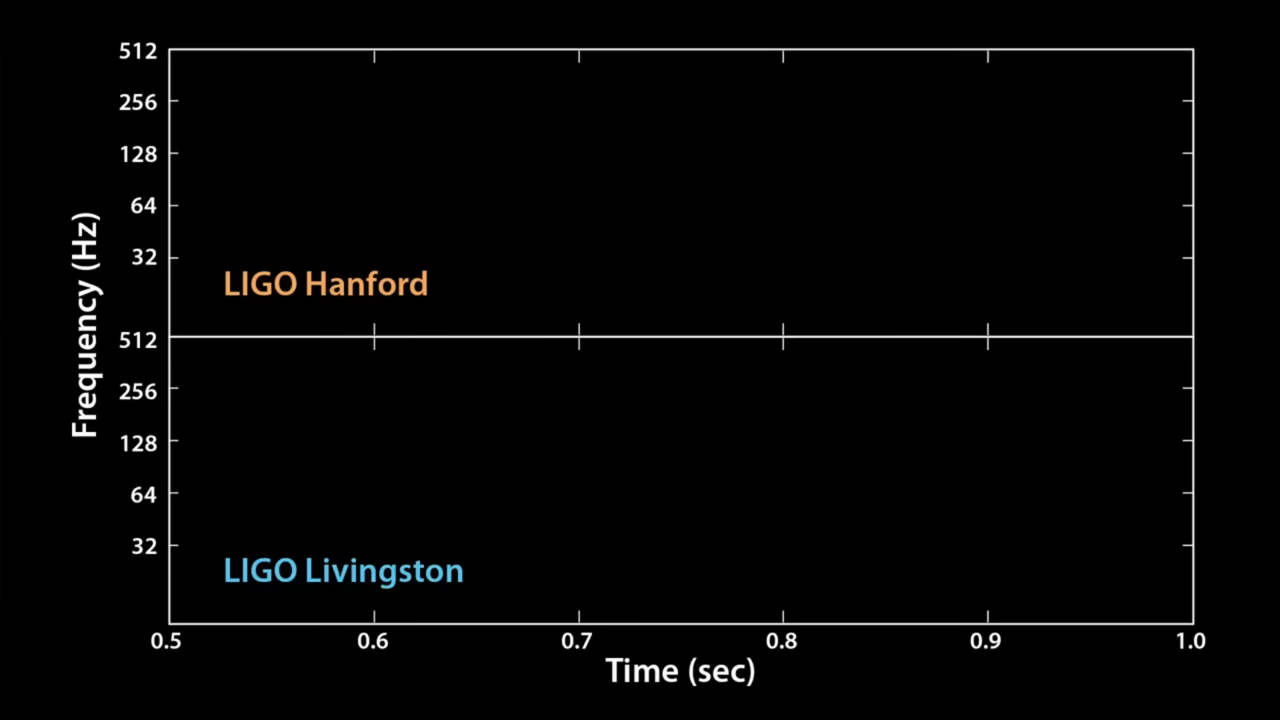 512
256
128
64
32
LIGO Hanford
Frequency (Hz)
512
256
128
64
32
LIGO Livingston
0.5 0.6 0.7 0.8 0.9 1.0
Time (sec)